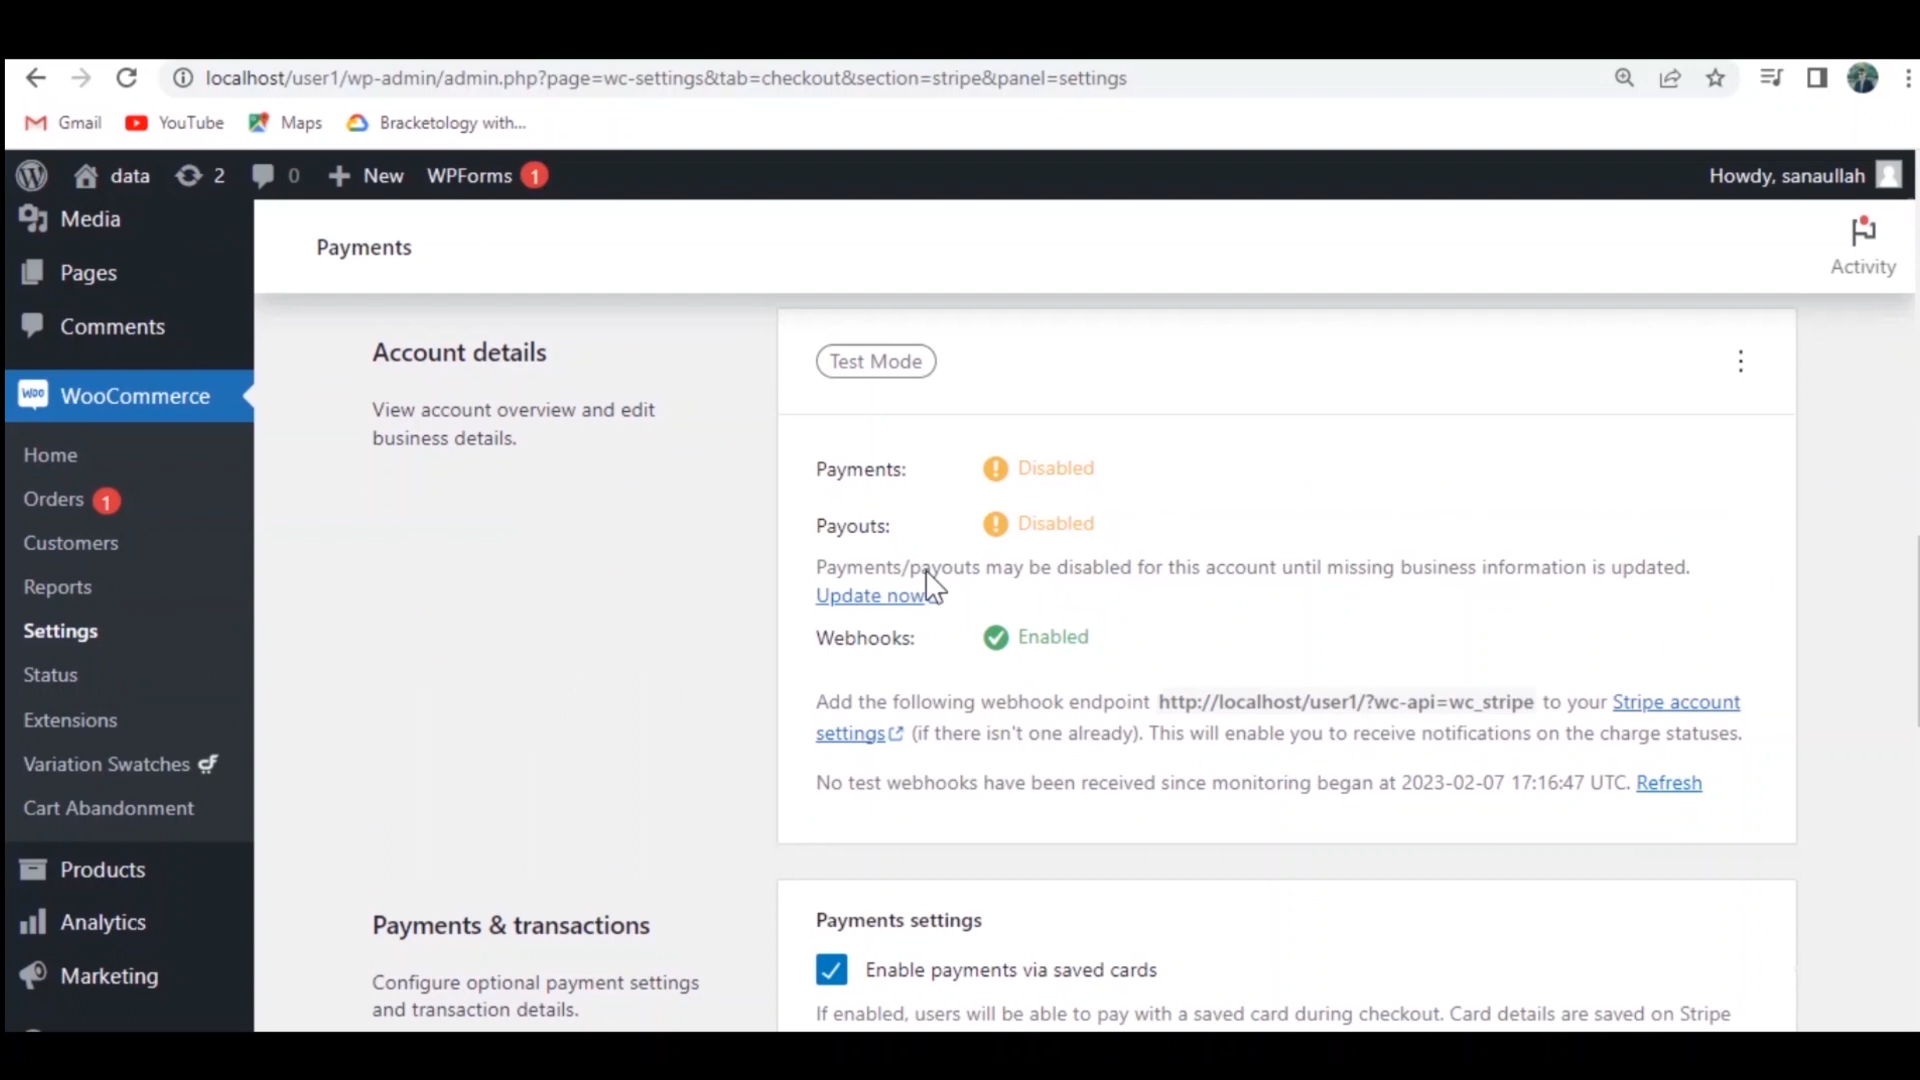 localhost/user1/wp-admin/admin.php?page=wc-settings&tab=checkout&section=stripe&panel=settings
Gmail YouTube Maps Bracketology with...
data 2 0 New WPForms 1 Howdy, sanaullah
Media
Pages
Comments
WooCommerce
Home
Orders 1
Customers
Reports
Settings
Status
Extensions
Variation Swatches
Cart Abandonment
Products
Analytics
Marketing
Payments
Activity
Account details
View account overview and edit
business details.
Test Mode
Payments: Disabled
Payouts: Disabled
Payments/payouts may be disabled for this account until missing business information is updated.
Update now
Webhooks: Enabled
Add the following webhook endpoint http://localhost/user1/?wc-api=wc_stripe to your Stripe account
settings (if there isn't one already). This will enable you to receive notifications on the charge statuses.
No test webhooks have been received since monitoring began at 2023-02-07 17:16:47 UTC. Refresh
Payments & transactions
Configure optional payment settings
and transaction details.
Payments settings
Enable payments via saved cards
If enabled, users will be able to pay with a saved card during checkout. Card details are saved on Stripe